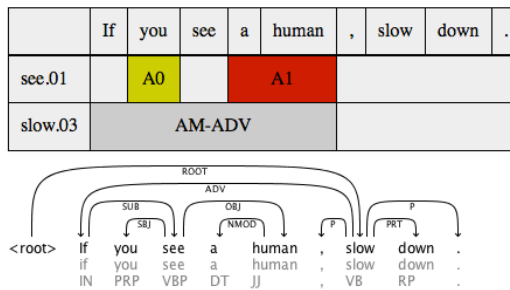 If you see a human , slow down .
see.01 A0 A1
slow.03 AM-ADV
ROOT
ADV
SUB OBJ P
SBJ NMOD P PRT
<root> If you see a human , slow down .
if you see a human , slow down .
IN PRP VBP DT JJ , VB RP .